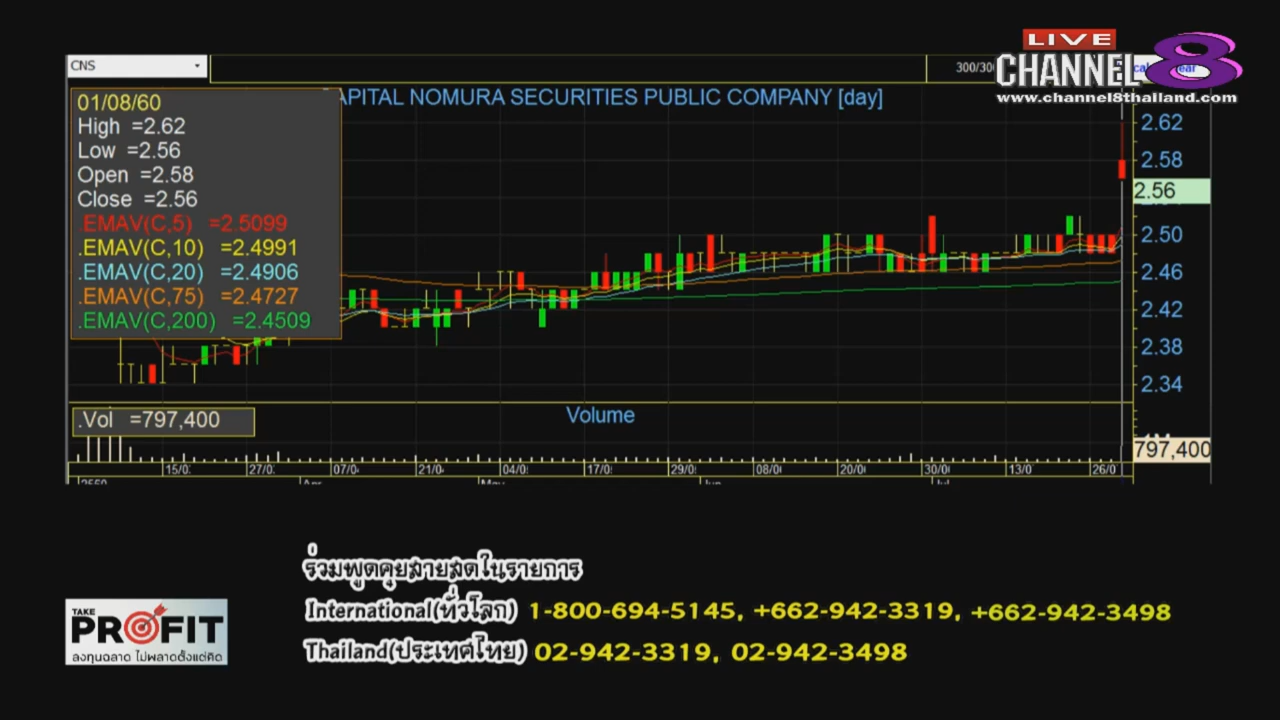 LIVE
CHANNEL 8
www.channel8thailand.com
CNS
APITAL NOMURA SECURITIES PUBLIC COMPANY [day]
01/08/60
High =2.62
Low =2.56
Open =2.58
Close =2.56
.EMAV(C,5) =2.5099
.EMAV(C,10) =2.4991
.EMAV(C,20) =2.4906
.EMAV(C,75) =2.4727
.EMAV(C,200) =2.4509
2.62
2.58
2.56
2.50
2.46
2.42
2.38
2.34
.Vol =797,400
Volume
797,400
15/0 27/0 07/0 21/0 04/0 17/0 29/0 08/0 20/0 30/0 13/0 26/0
ร่วมพูดคุยสายสดในรายการ
International(ทั่วโลก) 1-800-694-5145, +662-942-3319, +662-942-3498
Thailand(ประเทศไทย) 02-942-3319, 02-942-3498
TAKE
PROFIT
ลงทุนฉลาด ไม่พลาดตั้งแต่คิด